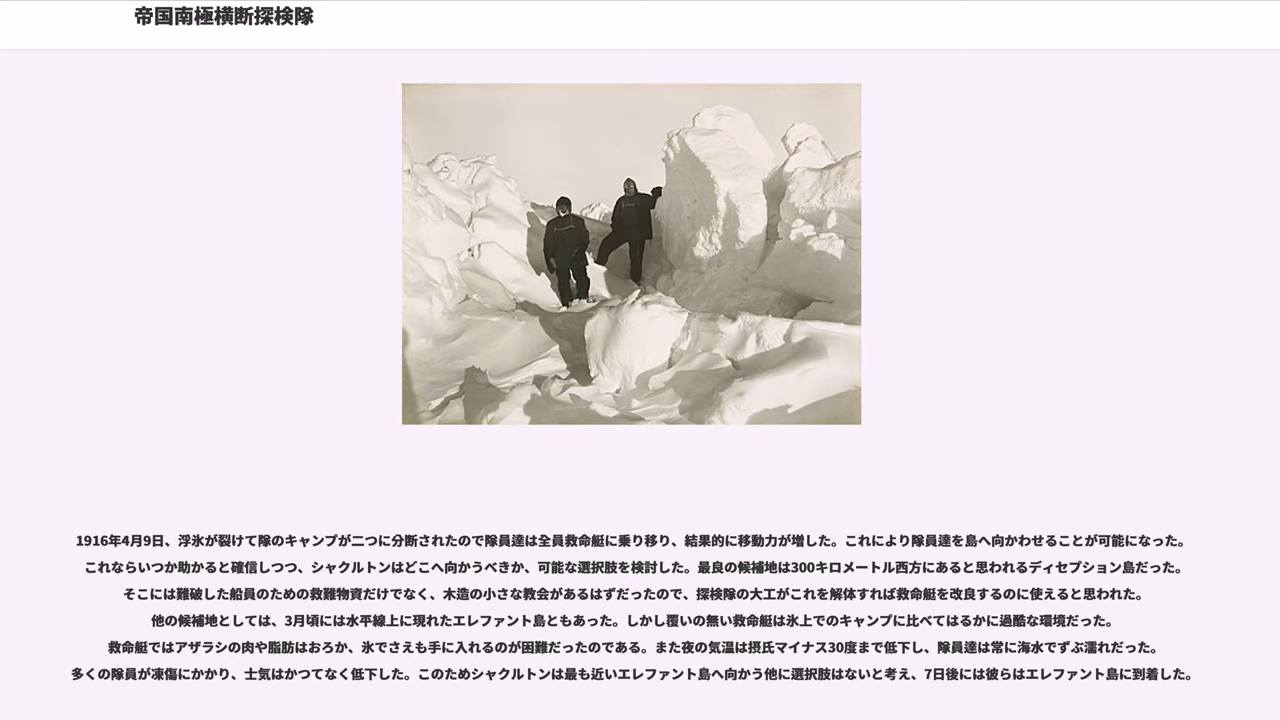 帝国南極横断探検隊
1916年4月9日、浮氷が裂けて隊のキャンプが二つに分断されたので隊員達は全員救命艇に乗り移り、結果的に移動力が増した。これにより隊員達を島へ向かわせることが可能になった。
これならいつか助かると確信しつつ、シャクルトンはどこへ向かうべきか、可能な選択肢を検討した。最良の候補地は300キロメートル西方にあると思われるディセプション島だった。
そこには難破した船員のための救難物資だけでなく、木造の小さな教会があるはずだったので、探検隊の大工がこれを解体すれば救命艇を改良するのに使えると思われた。
他の候補地としては、3月頃には水平線上に現れたエレファント島ともあった。しかし覆いの無い救命艇は氷上でのキャンプに比べてはるかに過酷な環境だった。
救命艇ではアザラシの肉や脂肪はおろか、氷でさえも手に入れるのが困難だったのである。また夜の気温は摂氏マイナス30度まで低下し、隊員達は常に海水でずぶ濡れだった。
多くの隊員が凍傷にかかり、士気はかつてなく低下した。このためシャクルトンは最も近いエレファント島へ向かう他に選択肢はないと考え、7日後には彼らはエレファント島に到着した。